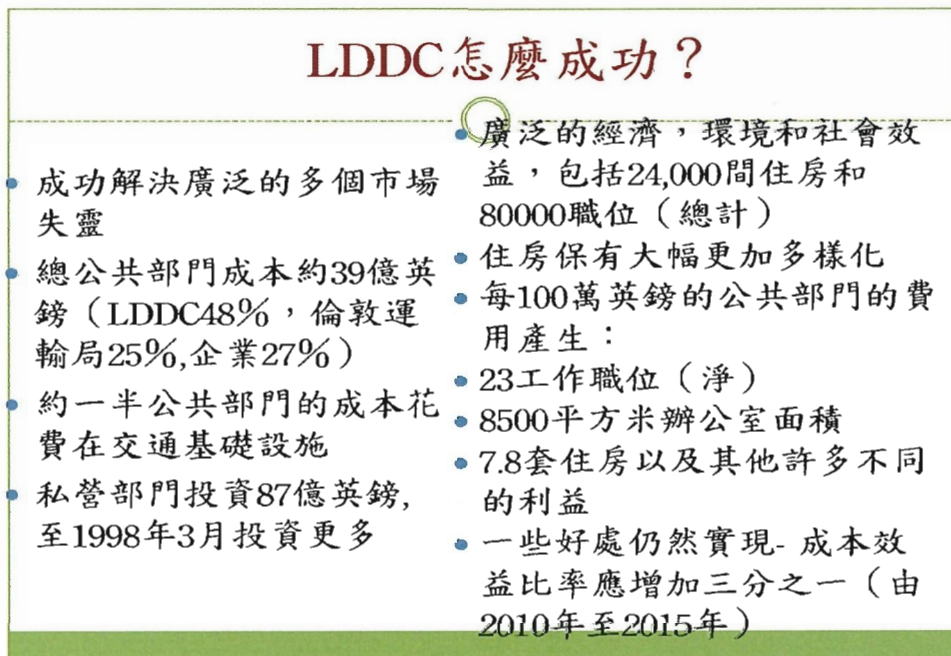 LDDC怎麼成功？
成功解決廣泛的多個市場
失靈
總公共部門成本約39億英
鎊（LDDC48%，倫敦運
輸局25%,企業27%）
約一半公共部門的成本花
費在交通基礎設施
私營部門投資87億英鎊,
至1998年3月投資更多
廣泛的經濟，環境和社會效
益，包括24,000間住房和
80000職位（總計）
住房保有大幅更加多樣化
每100萬英鎊的公共部門的費
用產生：
23工作職位（淨）
8500平方米辦公室面積
7.8套住房以及其他許多不同
的利益
一些好處仍然實現- 成本效
益比率應增加三分之一（由
2010年至2015年）